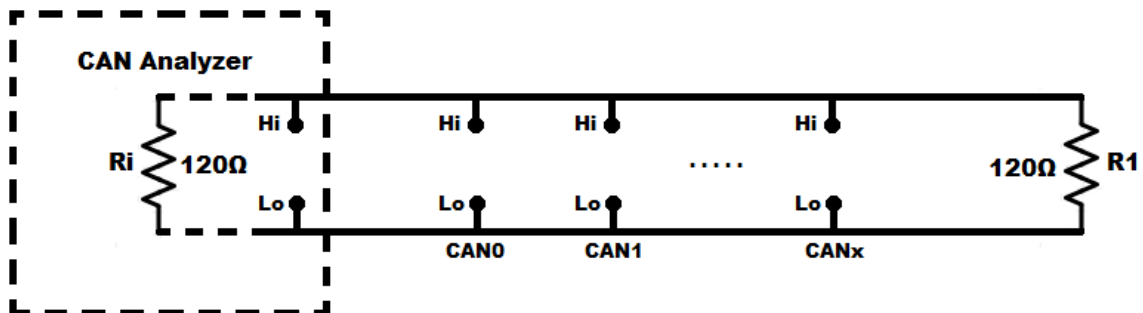 CAN Analyzer
Hi Hi Hi Hi
Ri 120Ω ..... 120Ω R1
Lo Lo Lo Lo
CAN0 CAN1 CANx